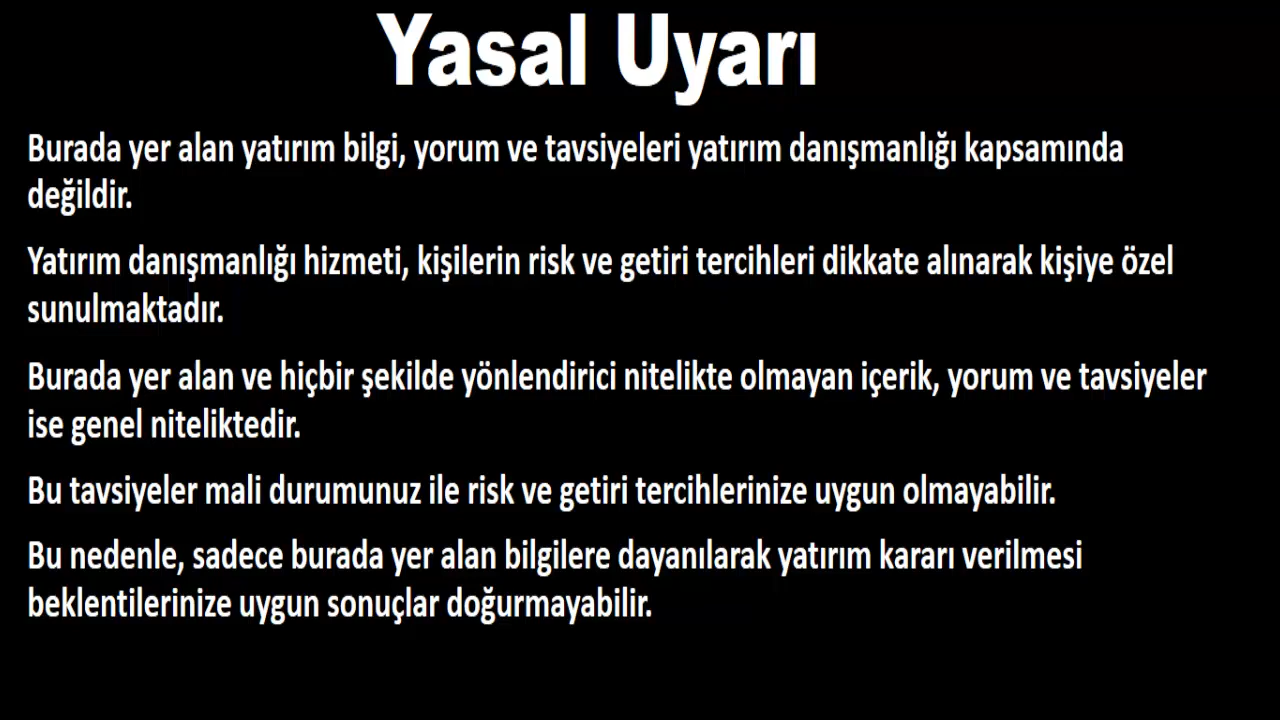 Yasal Uyarı
Burada yer alan yatırım bilgi, yorum ve tavsiyeleri yatırım danışmanlığı kapsamında
değildir.
Yatırım danışmanlığı hizmeti, kişilerin risk ve getiri tercihleri dikkate alınarak kişiye özel
sunulmaktadır.
Burada yer alan ve hiçbir şekilde yönlendirici nitelikte olmayan içerik, yorum ve tavsiyeler
ise genel niteliktedir.
Bu tavsiyeler mali durumunuz ile risk ve getiri tercihlerinize uygun olmayabilir.
Bu nedenle, sadece burada yer alan bilgilere dayanılarak yatırım kararı verilmesi
beklentilerinize uygun sonuçlar doğurmayabilir.